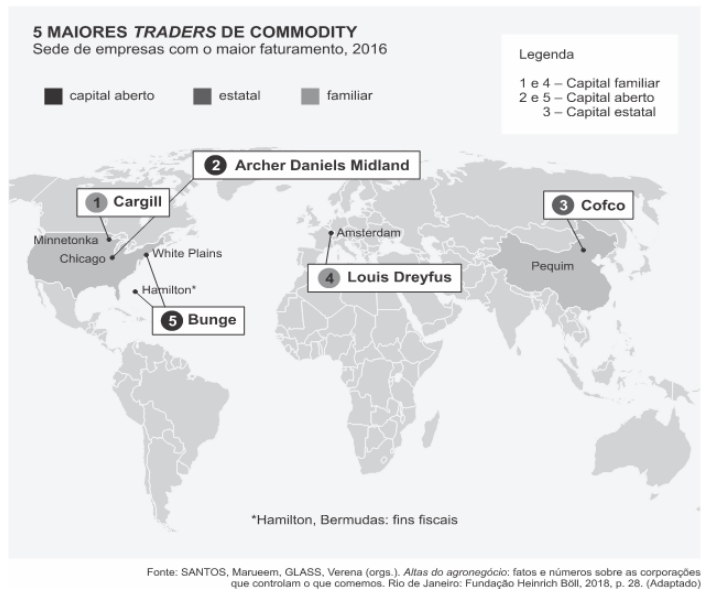 5 MAIORES TRADERS DE COMMODITY
Sede de empresas com o maior faturamento, 2016
capital aberto
estatal
familiar
Legenda
1 e 4 – Capital familiar
2 e 5 – Capital aberto
3 – Capital estatal
2 Archer Daniels Midland
1 Cargill
3 Cofco
Minnetonka
Chicago
White Plains
Amsterdam
Pequim
4 Louis Dreyfus
Hamilton*
5 Bunge
*Hamilton, Bermudas: fins fiscais
Fonte: SANTOS, Marueem, GLASS, Verena (orgs.). Altas do agronegócio: fatos e números sobre as corporações
que controlam o que comemos. Rio de Janeiro: Fundação Heinrich Böll, 2018, p. 28. (Adaptado)